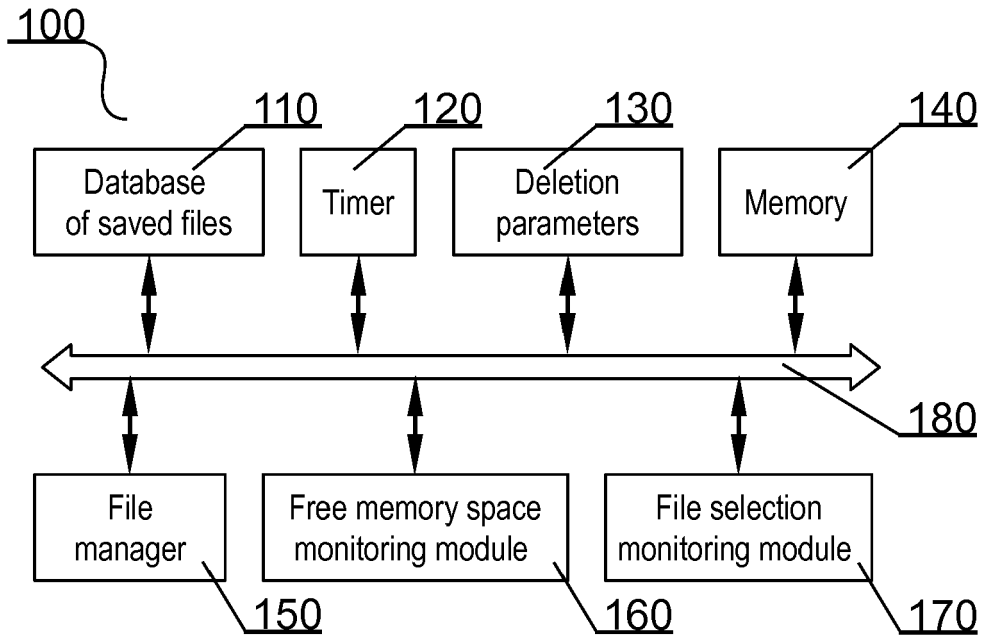 100
110
120
130
140
Database
of saved files
Timer
Deletion
parameters
Memory
180
File
manager
Free memory space
monitoring module
File selection
monitoring module
150
160
170